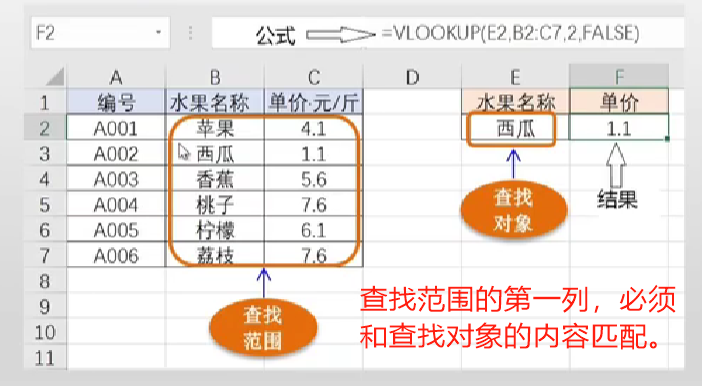 F2 公式 =VLOOKUP(E2,B2:C7,2,FALSE)
A B C D E F
1 编号 水果名称 单价·元/斤 水果名称 单价
2 A001 苹果 4.1 西瓜 1.1
3 A002 西瓜 1.1
4 A003 香蕉 5.6
5 A004 桃子 7.6
6 A005 柠檬 6.1
7 A006 荔枝 7.6
8
9
10
11
查找
对象
结果
查找
范围
查找范围的第一列，必须
和查找对象的内容匹配。